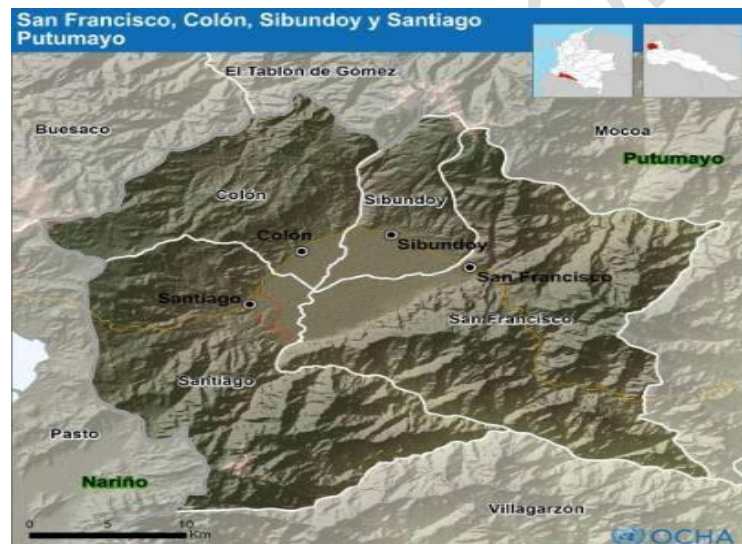 San Francisco, Colón, Sibundoy y Santiago
Putumayo
El Tablón de Gómez
Buesaco
Mocoa
Putumayo
Colón
Sibundoy
Colón
Sibundoy
San Francisco
Santiago
San Francisco
Santiago
Pasto
Nariño
Villagarzón
0 10
Km
OCHA